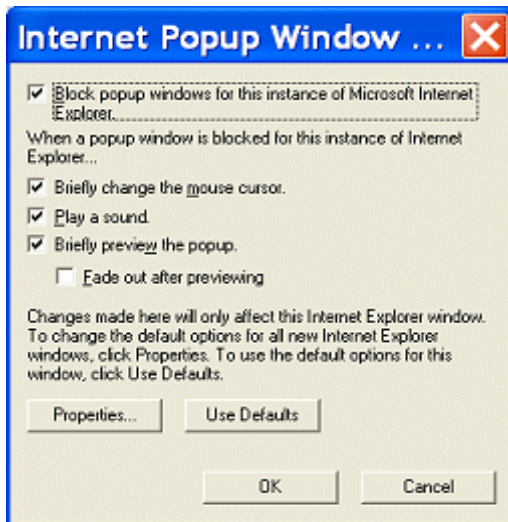 Internet Popup Window ...
Block popup windows for this instance of Microsoft Internet
Explorer.
When a popup window is blocked for this instance of Internet
Explorer...
Briefly change the mouse cursor.
Play a sound.
Briefly preview the popup.
Fade out after previewing
Changes made here will only affect this Internet Explorer window.
To change the default options for all new Internet Explorer
windows, click Properties. To use the default options for this
window, click Use Defaults.
Properties... Use Defaults
OK Cancel